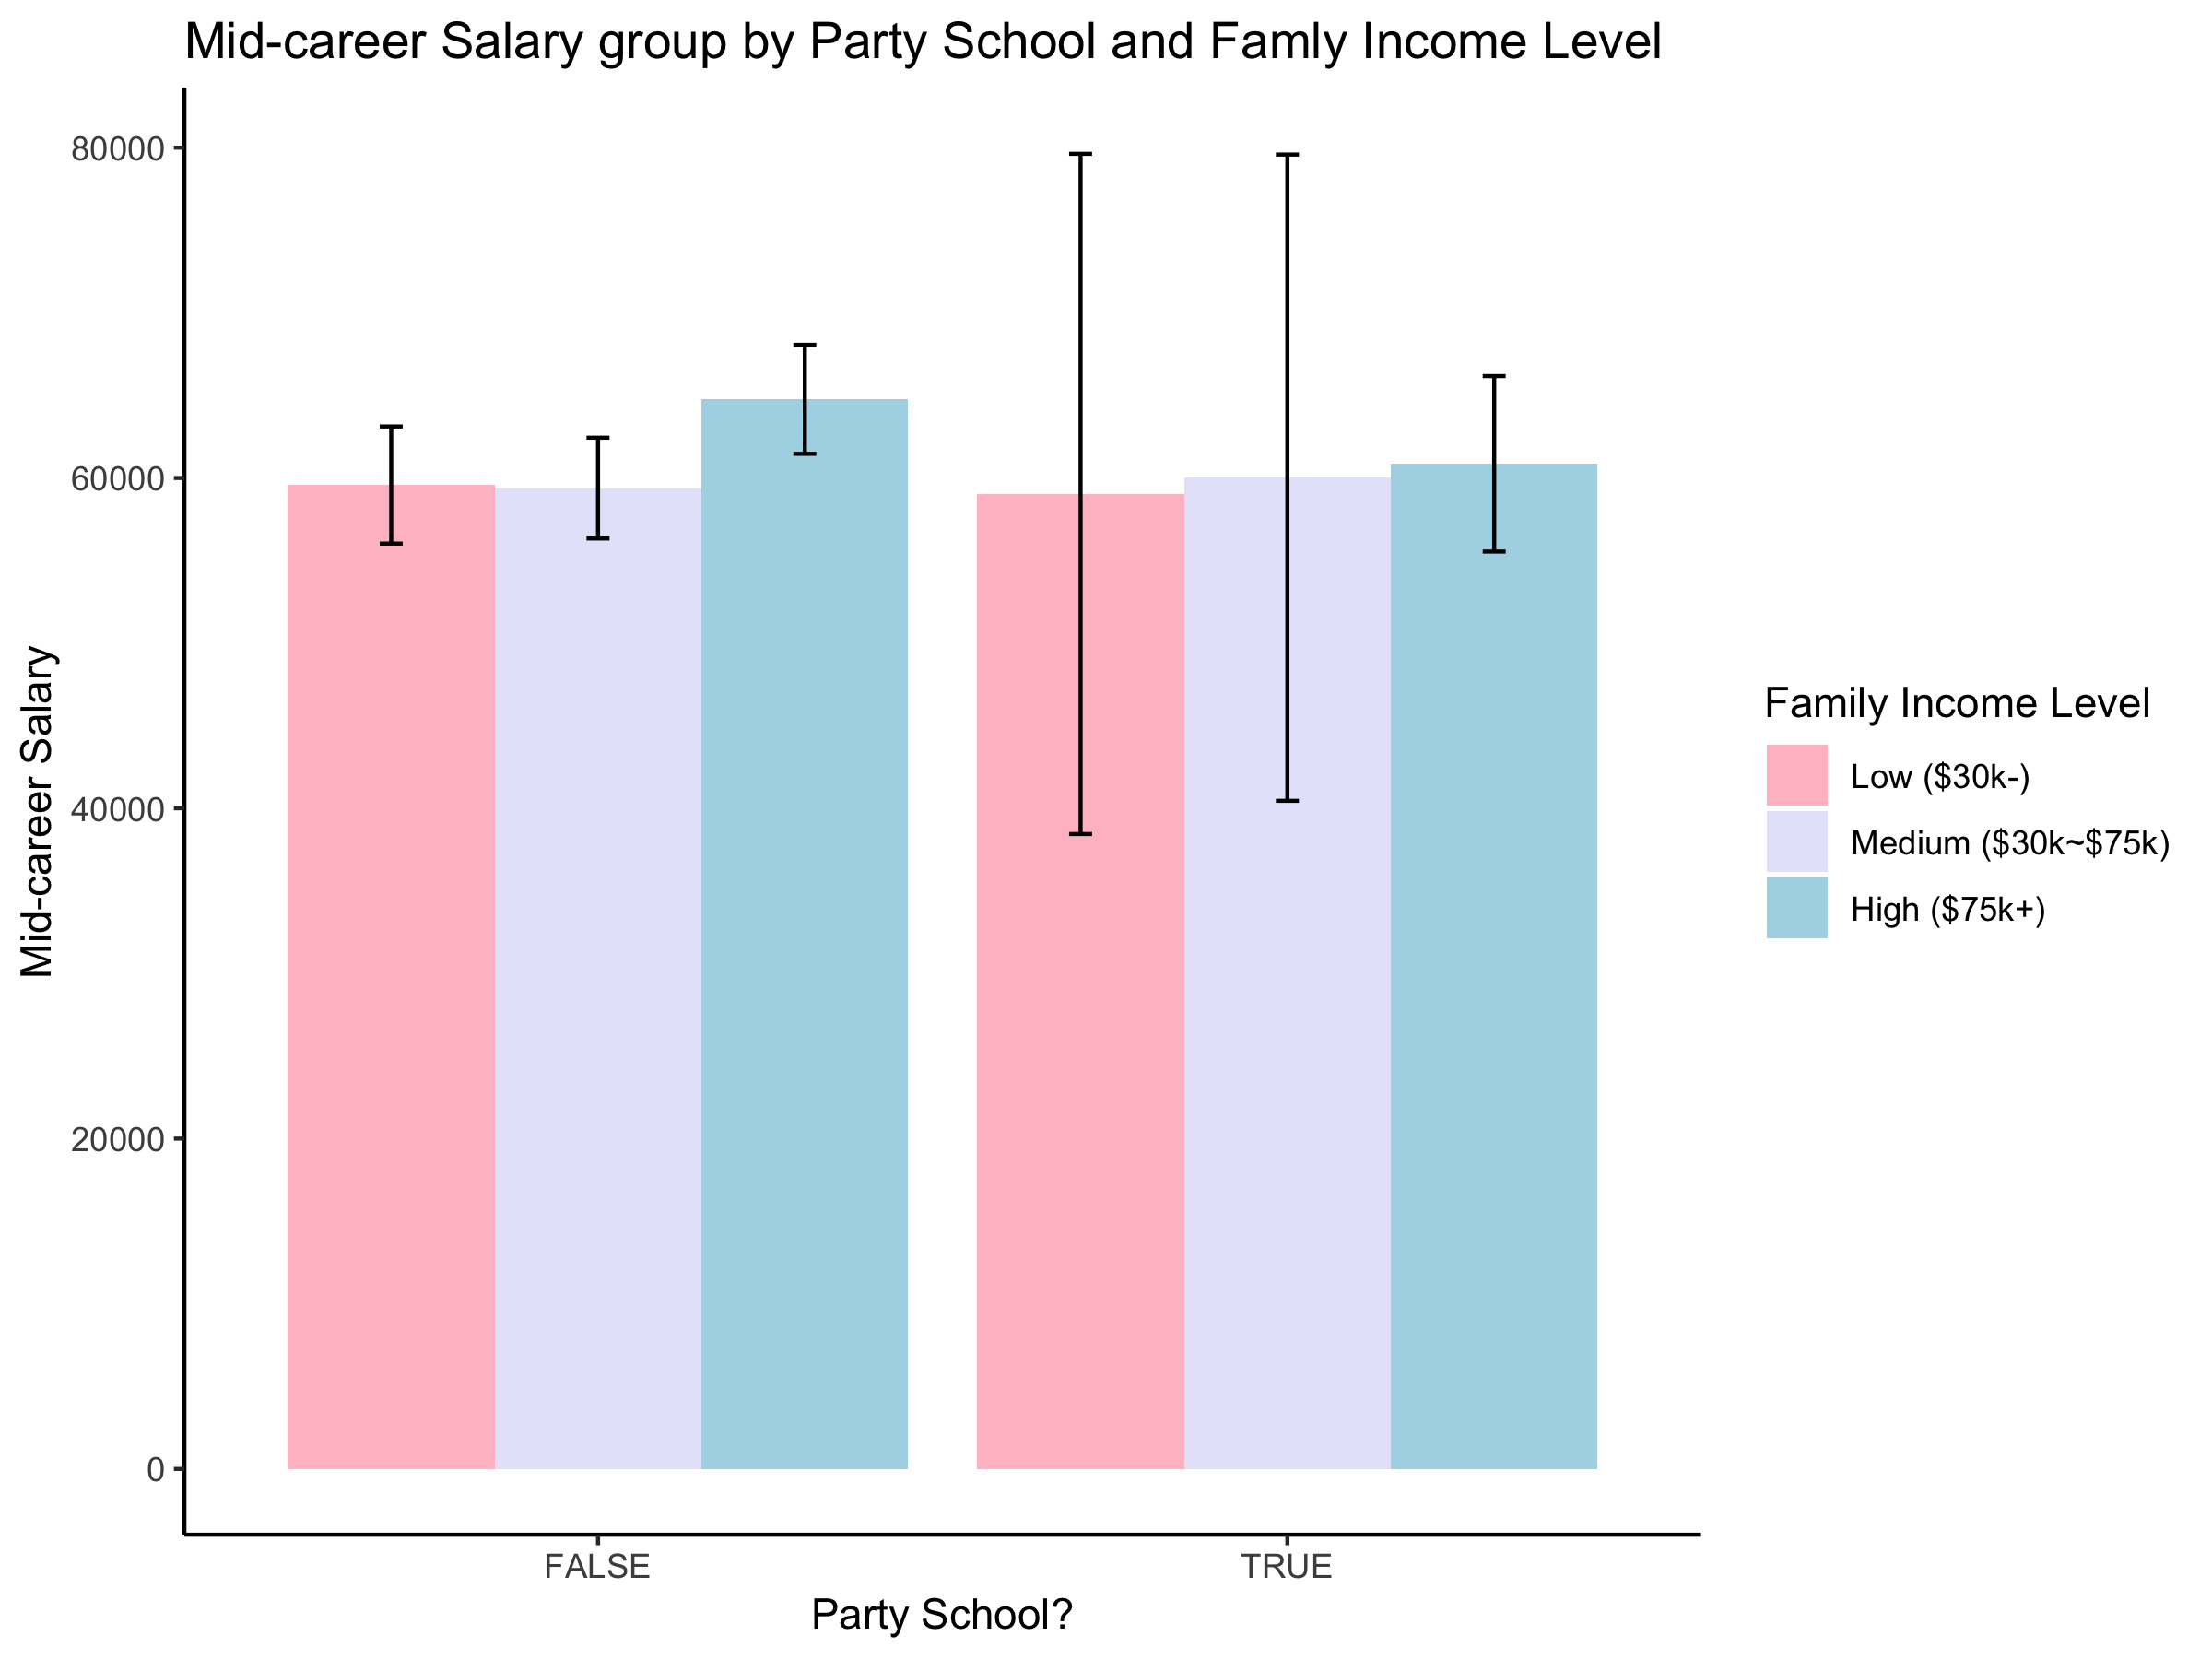 Mid-career Salary group by Party School and Famly Income Level
Mid-career Salary
80000
60000
40000
20000
0
FALSE
TRUE
Party School?
Family Income Level
Low ($30k-)
Medium ($30k~$75k)
High ($75k+)